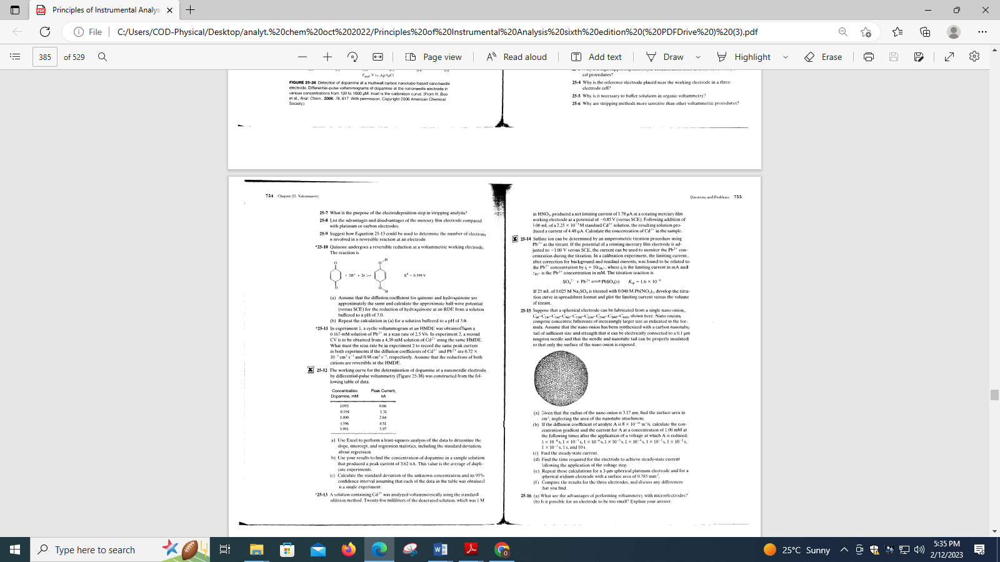 Principles of Instrumental Analys
File
C:/Users/COD-Physical/Desktop/analyt.%20chem%20oct%202022/Principles%20of%20Instrumental%20Analysis%20sixth%20edition%20(%20PDFDrive%20)%20(3).pdf
385 of 529
Page view
Read aloud
Add text
Draw
Highlight
Erase
E appl, V vs. Ag/AgCl
FIGURE 25-38 Detection of dopamine at a multiwall carbon nanotube-based nanoneedle
electrode. Differential-pulse voltammograms of dopamine at the nanoneedle electrode in
various concentrations from 100 to 1000 µM. Inset is the calibration curve. (From H. Boo
et al., Anal. Chem., 2006, 78, 617. With permission. Copyright 2006 American Chemical
Society.)
cal procedures?
25-4 Why is the reference electrode placed near the working electrode in a three-
electrode cell?
25-5 Why is it necessary to buffer solutions in organic voltammetry?
25-6 Why are stripping methods more sensitive than other voltammetric procedures?
754 Chapter 25 Voltammetry
25-7 What is the purpose of the electrodeposition step in stripping analysis?
25-8 List the advantages and disadvantages of the mercury film electrode compared
with platinum or carbon electrodes.
25-9 Suggest how Equation 25-13 could be used to determine the number of electrons
n involved in a reversible reaction at an electrode.
*25-10 Quinone undergoes a reversible reduction at a voltammetric working electrode.
The reaction is
O
O
+ 2H⁺ + 2e⁻ ⇌
O H
O H
E⁰ = 0.599 V
(a) Assume that the diffusion coefficient for quinone and hydroquinone are
approximately the same and calculate the approximate half-wave potential
(versus SCE) for the reduction of hydroquinone at an RDE from a solution
buffered to a pH of 7.0.
(b) Repeat the calculation in (a) for a solution buffered to a pH of 5.0.
*25-11 In experiment 1, a cyclic voltammogram at an HMDE was obtained from a
0.167-mM solution of Pb²⁺ at a scan rate of 2.5 V/s. In experiment 2, a second
CV is to be obtained from a 4.38-mM solution of Cd²⁺ using the same HMDE.
What must the scan rate be in experiment 2 to record the same peak current
in both experiments if the diffusion coefficients of Cd²⁺ and Pb²⁺ are 0.72 ×
10⁻⁵ cm² s⁻¹ and 0.98 cm² s⁻¹, respectively. Assume that the reductions of both
cations are reversible at the HMDE.
25-12 The working curve for the determination of dopamine at a nanoneedle electrode
by differential-pulse voltammetry (Figure 25-38) was constructed from the fol-
lowing table of data.
Concentration Peak Current,
Dopamine, mM nA
0.093 0.66
0.194 1.31
0.400 2.64
0.596 4.51
0.991 5.97
(a) Use Excel to perform a least-squares analysis of the data to determine the
slope, intercept, and regression statistics, including the standard deviation
about regression.
(b) Use your results to find the concentration of dopamine in a sample solution
that produced a peak current of 3.62 nA. This value is the average of dupli-
cate experiments.
(c) Calculate the standard deviation of the unknown concentration and its 95%
confidence interval assuming that each of the data in the table was obtained
in a single experiment.
*25-13 A solution containing Cd²⁺ was analyzed voltammetrically using the standard
addition method. Twenty-five milliliters of the deaerated solution, which was 1 M
Questions and Problems 755
in HNO₃, produced a net limiting current of 1.78 µA at a rotating mercury film
working electrode at a potential of −0.85 V (versus SCE). Following addition of
5.00 mL of a 2.25 × 10⁻³ M standard Cd²⁺ solution, the resulting solution pro-
duced a current of 4.48 µA. Calculate the concentration of Cd²⁺ in the sample.
25-14 Sulfate ion can be determined by an amperometric titration procedure using
Pb²⁺ as the titrant. If the potential of a rotating mercury film electrode is ad-
justed to −1.00 V versus SCE, the current can be used to monitor the Pb²⁺ con-
centration during the titration. In a calibration experiment, the limiting current,
after correction for background and residual currents, was found to be related to
the Pb²⁺ concentration by iₗ = 10cPb²⁺, where iₗ is the limiting current in mA and
cPb²⁺ is the Pb²⁺ concentration in mM. The titration reaction is
SO₄²⁻ + Pb²⁺ ⇌ PbSO₄(s) Ksp = 1.6 × 10⁻⁸
If 25 mL of 0.025 M Na₂SO₄ is titrated with 0.040 M Pb(NO₃)₂, develop the titra-
tion curve in spreadsheet format and plot the limiting current versus the volume
of titrant.
25-15 Suppose that a spherical electrode can be fabricated from a single nano onion,
shown here. Nano onions
comprise concentric fullerenes of increasingly larger size as indicated in the for-
mula. Assume that the nano onion has been synthesized with a carbon nanotube
tail of sufficient size and strength that it can be electrically connected to a 0.1 µm
tungsten needle and that the needle and nanotube tail can be properly insulated
so that only the surface of the nano onion is exposed.
(a) Given that the radius of the nano onion is 3.17 nm, find the surface area in
cm², neglecting the area of the nanotube attachment.
(b) If the diffusion coefficient of analyte A is 8 × 10⁻¹⁰ m²/s, calculate the con-
centration gradient and the current for A at a concentration of 1.00 mM at
the following times after the application of a voltage at which A is reduced:
1 × 10⁻⁸ s, 1 × 10⁻⁷ s, 1 × 10⁻⁶ s, 1 × 10⁻⁵ s, 1 × 10⁻⁴ s, 1 × 10⁻³ s, 1 × 10⁻² s,
1 × 10⁻¹ s, 1 s, and 10 s.
(c) Find the steady-state current.
(d) Find the time required for the electrode to achieve steady-state current
following the application of the voltage step.
(e) Repeat these calculations for a 3-µm spherical platinum electrode and for a
spherical iridium electrode with a surface area of 0.785 mm².
(f) Compare the results for the three electrodes, and discuss any differences
that you find.
25-16 (a) What are the advantages of performing voltammetry with microelectrodes?
(b) Is it possible for an electrode to be too small? Explain your answer.
Type here to search
25°C Sunny
5:35 PM
2/12/2023